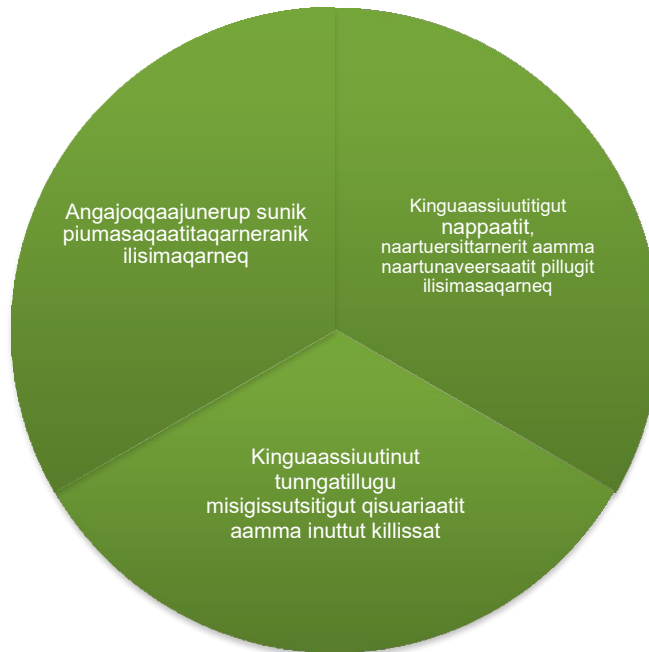 Angajoqqaajunerup sunik
piumasaqaatitaqarneranik
ilisimaqarneq
Kinguaassiuutitigut
nappaatit,
naartuersittarnerit aamma
naartunaveersaatit pillugit
ilisimasaqarneq
Kinguaassiuutinut
tunngatillugu
misigissutsitigut qisuariaatit
aamma inuttut killissat